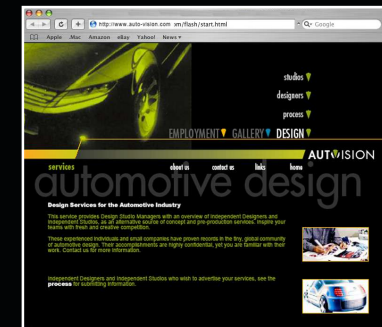 http://www.auto-vision.com xm/flash/start.html
Google
Apple .Mac Amazon eBay Yahoo! News ▾
studios
designers
process
EMPLOYMENT GALLERY DESIGN
AUTOVISION
services about us contact us links home
automotive design
Design Services for the Automotive Industry
This service provides Design Studio Managers with an overview of Independent Designers and
Independent Studios, as an alternative source of concept and pre-production services. Inspire your
teams with fresh and creative competition.
These experienced individuals and small companies have proven records in the tiny, global community
of automotive design. Their accomplishments are highly confidential, yet you are familiar with their
work. Contact us for more information.
Independent Designers and Independent Studios who wish to advertise your services, see the
process for submitting information.